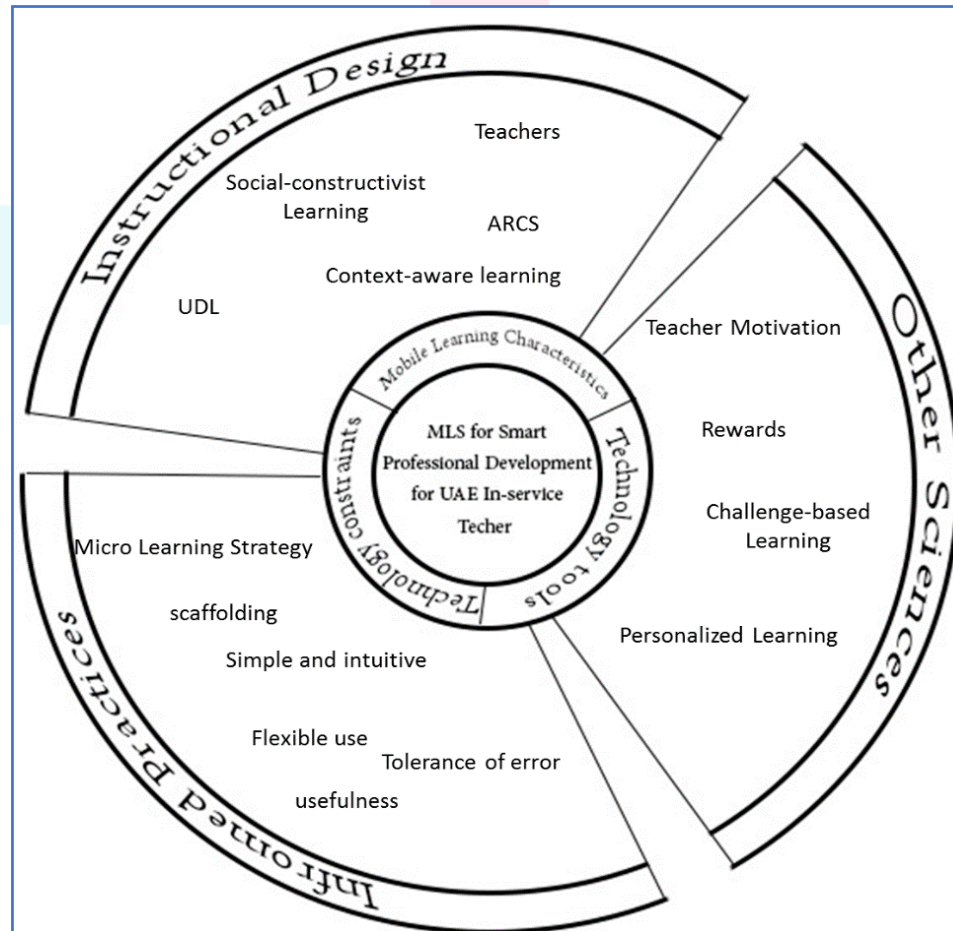 Instructional Design
Teachers
Social-constructivist
Learning
ARCS
Context-aware learning
UDL
Other Sciences
Teacher Motivation
Rewards
Challenge-based
Learning
Personalized Learning
Mobile Learning Characteristics
Technology tools
Technology constraints
MLS for Smart
Professional Development
for UAE In-service
Techer
Micro Learning Strategy
scaffolding
Simple and intuitive
Flexible use
Tolerance of error
usefulness
Infromed Practices